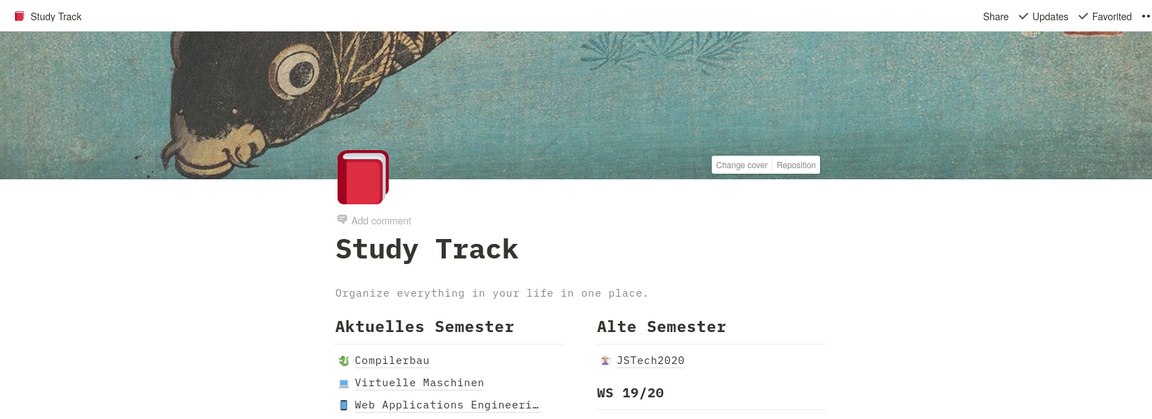 Study Track
Share Updates Favorited
Change cover Reposition
Add comment
Study Track
Organize everything in your life in one place.
Aktuelles Semester
Compilerbau
Virtuelle Maschinen
Web Applications Engineeri…
Alte Semester
JSTech2020
WS 19/20